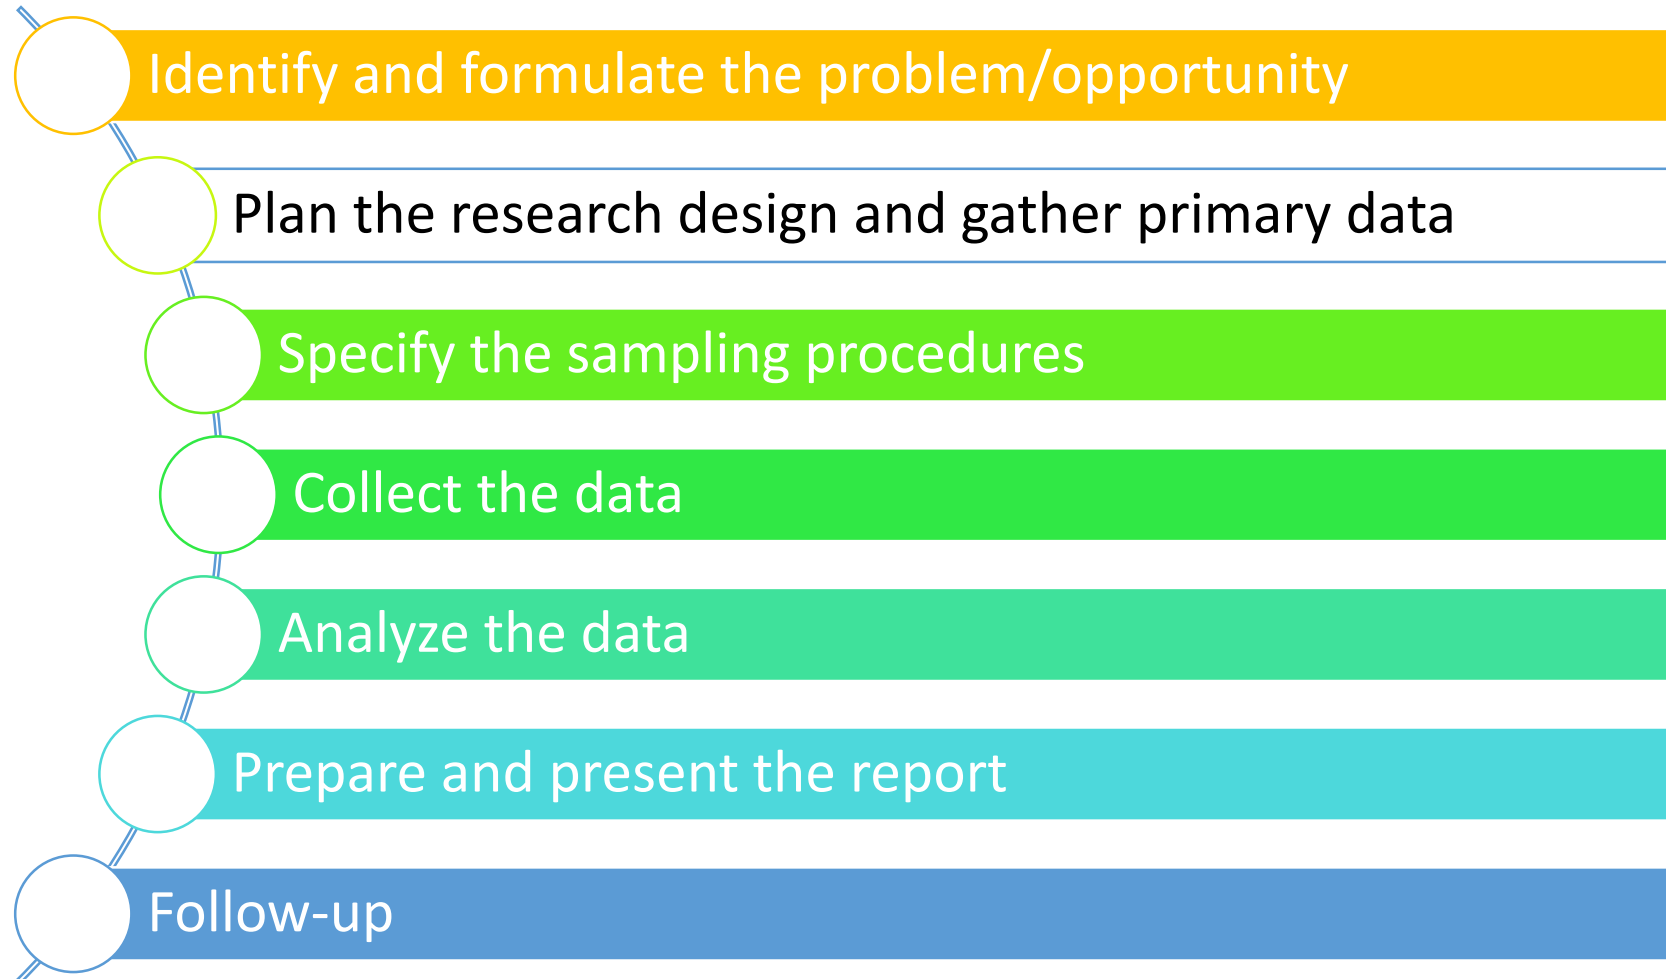 Identify and formulate the problem/opportunity
Plan the research design and gather primary data
Specify the sampling procedures
Collect the data
Analyze the data
Prepare and present the report
Follow-up